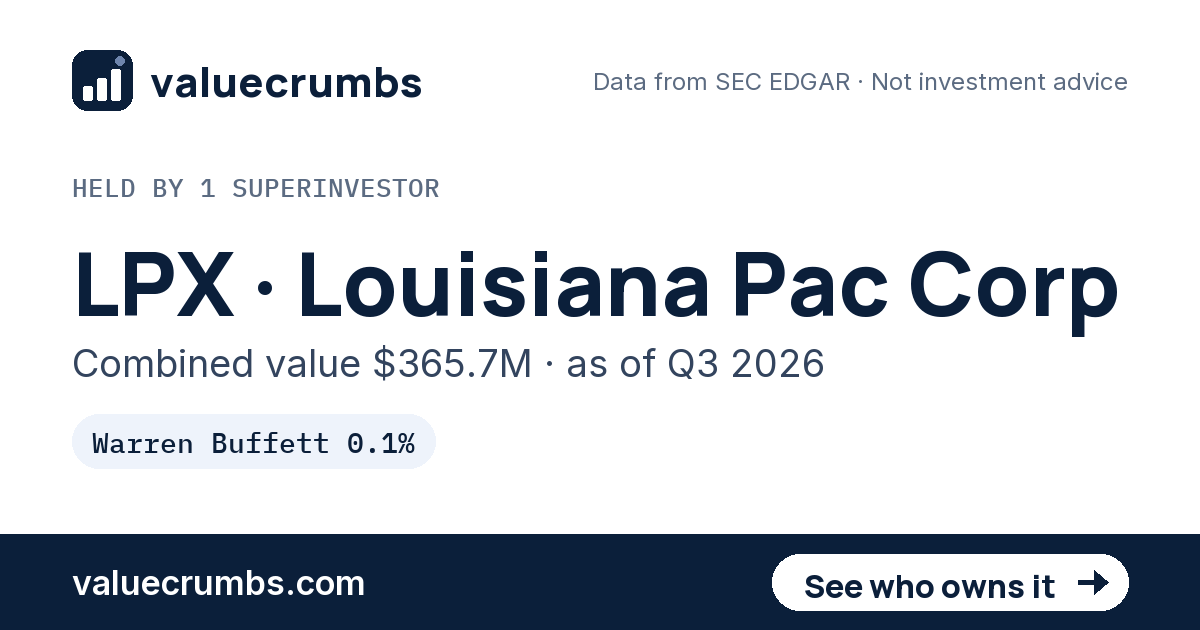 valuecrumbs
Data from SEC EDGAR · Not investment advice
HELD BY 1 SUPERINVESTOR
LPX · Louisiana Pac Corp
Combined value $365.7M · as of Q3 2026
Warren Buffett 0.1%
valuecrumbs.com
See who owns it →